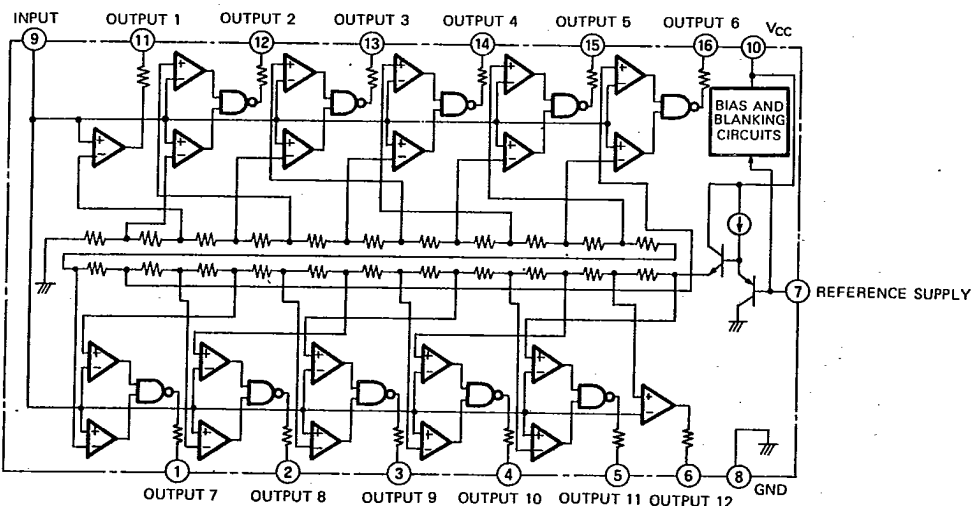 INPUT OUTPUT 1 OUTPUT 2 OUTPUT 3 OUTPUT 4 OUTPUT 5 OUTPUT 6 VCC
9 11 12 13 14 15 16 10
+ + + + +
BIAS AND
BLANKING
CIRCUITS
+
− − − − − −
7 REFERENCE SUPPLY
+ + + + + +
−
− − − − −
1 2 3 4 5 6 8
OUTPUT 7 OUTPUT 8 OUTPUT 9 OUTPUT 10 OUTPUT 11 OUTPUT 12 GND